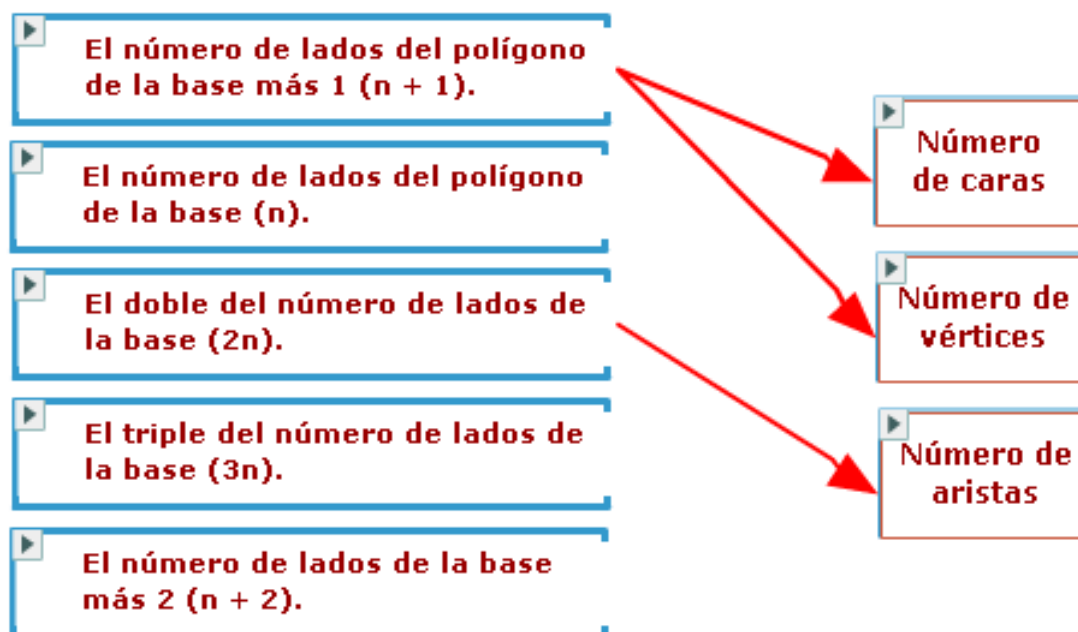 El número de lados del polígono
de la base más 1 (n + 1).
El número de lados del polígono
de la base (n).
El doble del número de lados de
la base (2n).
El triple del número de lados de
la base (3n).
El número de lados de la base
más 2 (n + 2).
Número
de caras
Número de
vértices
Número de
aristas